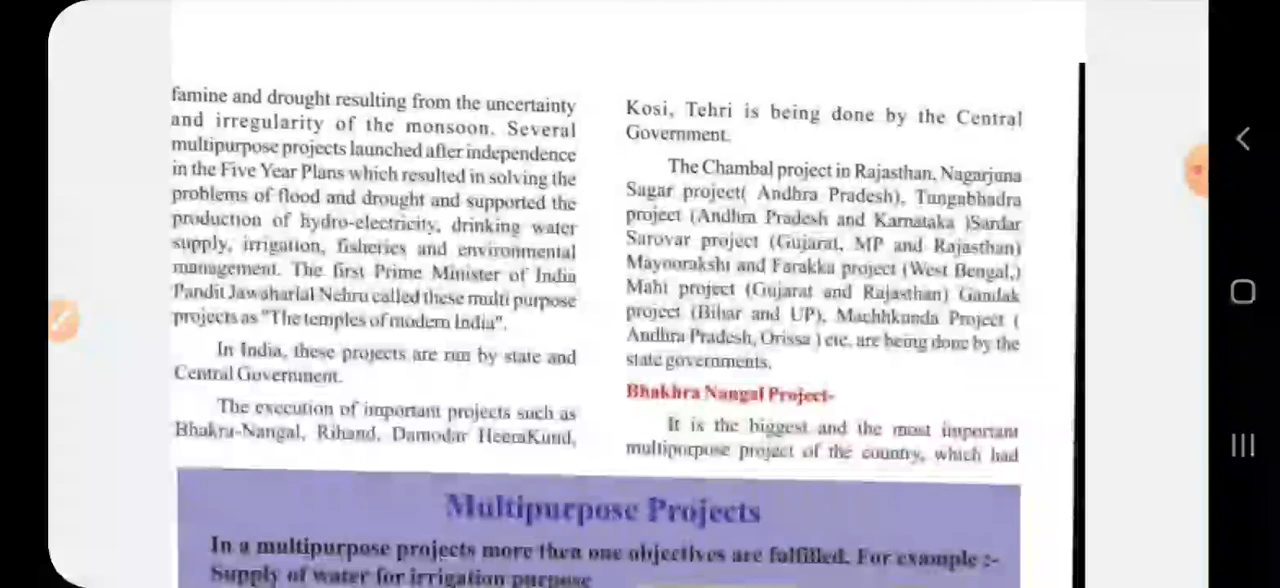 famine and drought resulting from the uncertainty
and irregularity of the monsoon. Several
multipurpose projects launched after independence
in the Five Year Plans which resulted in solving the
problems of flood and drought and supported the
production of hydro-electricity, drinking water
supply, irrigation, fisheries and environmental
management. The first Prime Minister of India
Pandit Jawaharlal Nehru called these multi purpose
projects as "The temples of modern India".
In India, these projects are run by state and
Central Government.
The execution of important projects such as
Bhakra-Nangal, Rihand, Damodar HeeraKund,
Kosi, Tehri is being done by the Central
Government.
The Chambal project in Rajasthan, Nagarjuna
Sagar project( Andhra Pradesh), Tungabhadra
project (Andhra Pradesh and Karnataka )Sardar
Sarovar project (Gujarat, MP and Rajasthan)
Mayoorakshi and Farakka project (West Bengal,)
Mahi project (Gujarat and Rajasthan) Gandak
project (Bihar and UP), Machhkunda Project (
Andhra Pradesh, Orissa ) etc. are being done by the
state governments.
Bhakhra Nangal Project-
It is the biggest and the most important
multiporpose project of the country, which had
Multipurpose Projects
In a multipurpose projects more then one objectives are fulfilled. For example :-
Supply of water for irrigation purpose